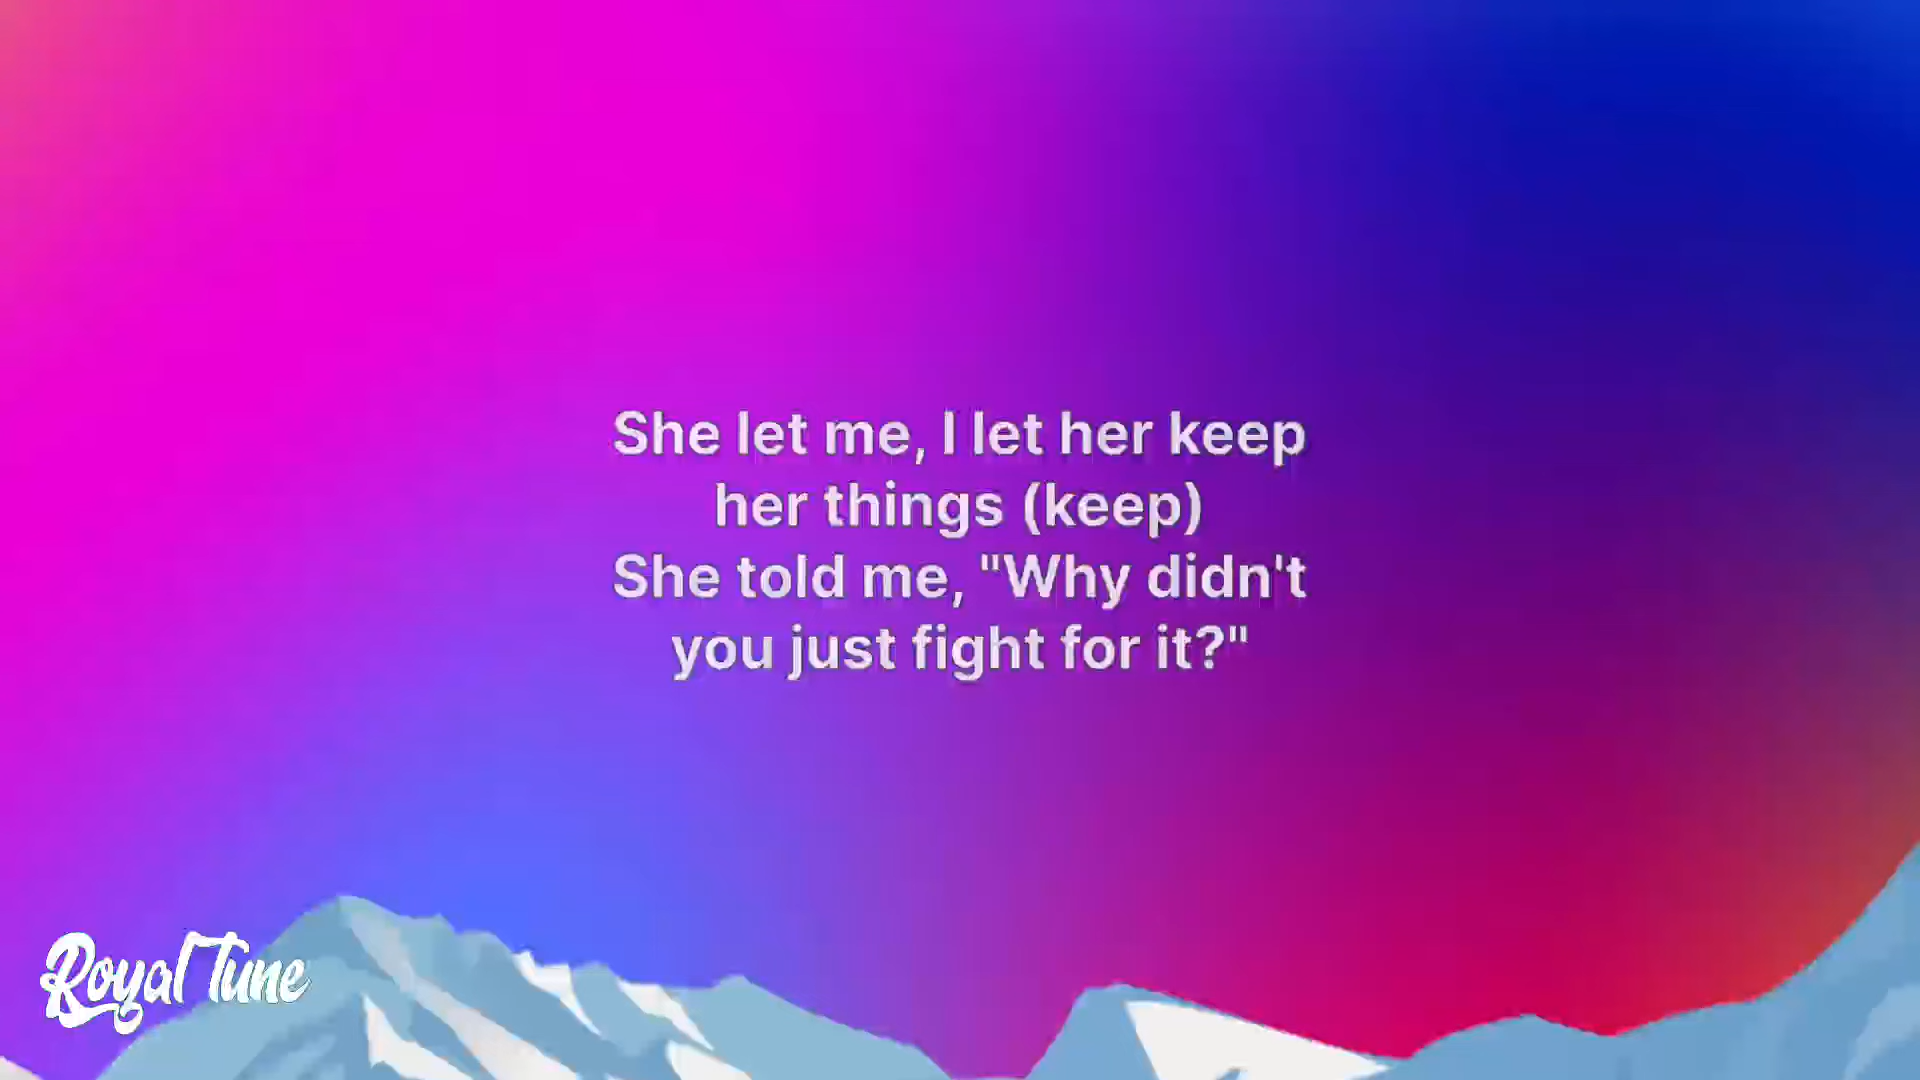 She let me, I let her keep
her things (keep)
She told me, "Why didn't
you just fight for it?"
Royal Tune